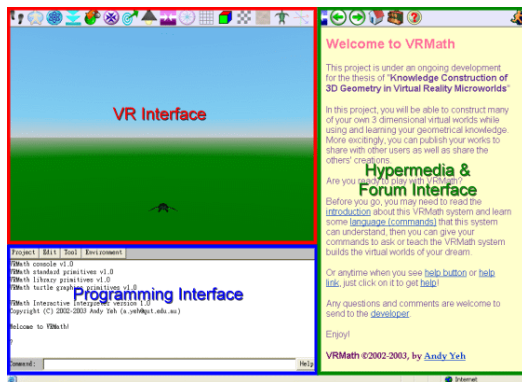 VR Interface
Project Edit Tool Environment
VRMath console v1.0
VRMath standard primitives v1.0
VRMath library primitives v1.0
VRMath turtle graphics primitives v1.0
VRMath Interactive Interpreter version 1.0
Copyright (C) 2002-2003 Andy Yeh (a.yeh@qut.edu.au)
Welcome to VRMath!
?
Programming Interface
Command:
Help
Welcome to VRMath
This project is under an ongoing development
for the thesis of "Knowledge Construction of
3D Geometry in Virtual Reality Microworlds"
In this project, you will be able to construct many
of your own 3 dimensional virtual worlds while
using and learning your geometrical knowledge.
More excitingly, you can publish your works to
share with other users as well as share the
others' creations.
Are you ready to play with VRMath?
Hypermedia &
Forum Interface
Before you go, you may need to read the
introduction about this VRMath system and learn
some language (commands) that this system
can understand, then you can give your
commands to ask or teach the VRMath system
builds the virtual worlds of your dream.
Or anytime when you see help button or help
link, just click on it to get help!
Any questions and comments are welcome to
send to the developer.
Enjoy!
VRMath ©2002-2003, by Andy Yeh
Internet